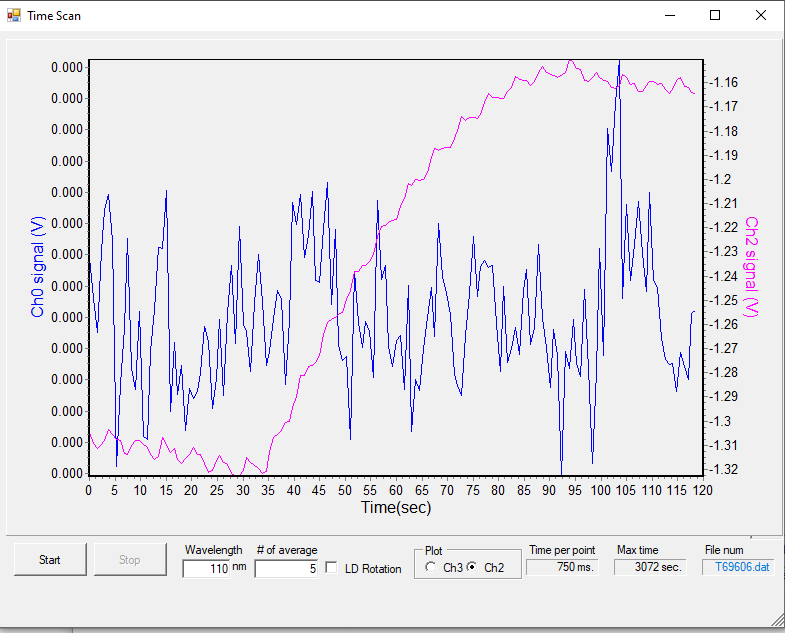 Time Scan
0.000
0.000
0.000
0.000
0.000
0.000
0.000
0.000
0.000
0.000
0.000
0.000
0.000
0.000
Ch0 signal (V)
-1.16
-1.17
-1.18
-1.19
-1.2
-1.21
-1.22
-1.23
-1.24
-1.25
-1.26
-1.27
-1.28
-1.29
-1.3
-1.31
-1.32
Ch2 signal (V)
0 5 10 15 20 25 30 35 40 45 50 55 60 65 70 75 80 85 90 95 100 105 110 115 120
Time(sec)
Start
Stop
Wavelength
110 nm
# of average
5
LD Rotation
Plot
Ch3 Ch2
Time per point
750 ms.
Max time
3072 sec.
File num
T69606.dat